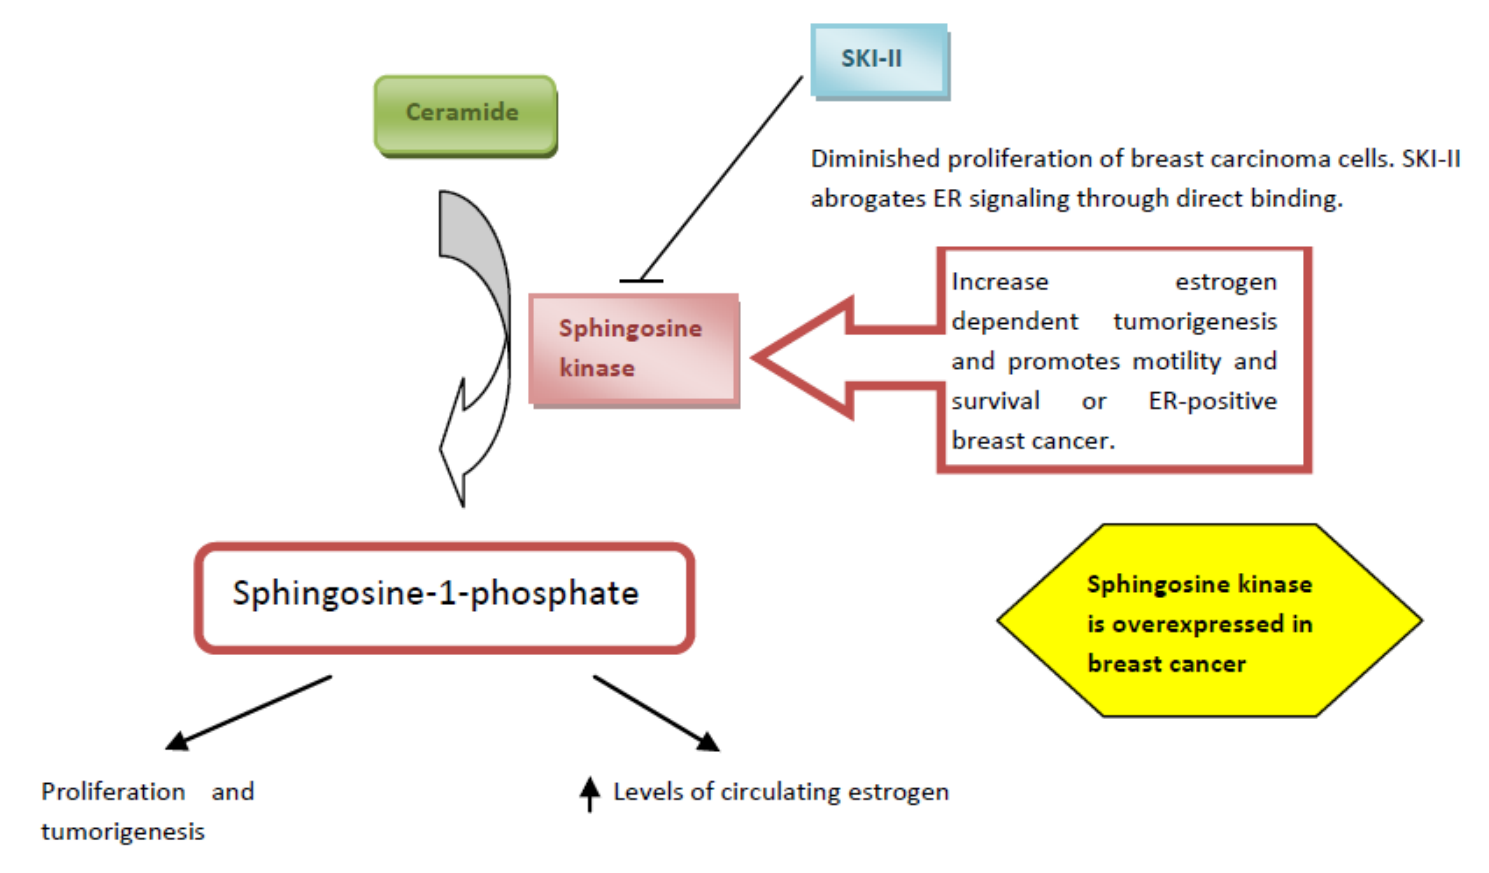 SKI-II
Ceramide
Diminished proliferation of breast carcinoma cells. SKI-II
abrogates ER signaling through direct binding.
Increase estrogen
dependent tumorigenesis
and promotes motility and
survival or ER-positive
breast cancer.
Sphingosine
kinase
Sphingosine-1-phosphate
Sphingosine kinase
is overexpressed in
breast cancer
Proliferation and
tumorigenesis
Levels of circulating estrogen